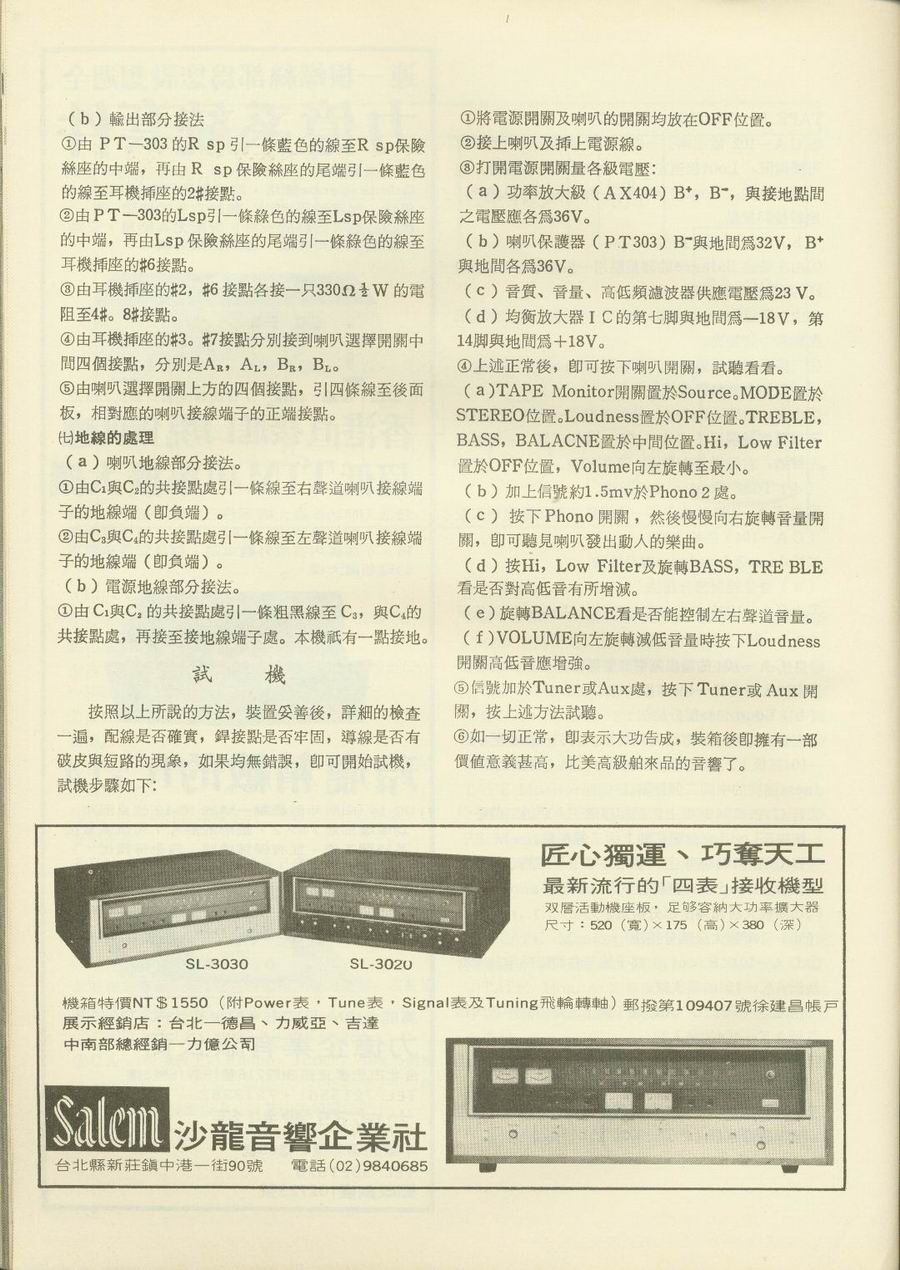 (b)輸出部分接法
①由PT—303的R sp引一條藍色的線至R sp保險
絲座的中端，再由R sp保險絲座的尾端引一條藍色
的線至耳機揷座的2#接點。
②由PT—303的Lsp引一條綠色的線至Lsp保險絲座
的中端，再由Lsp保險絲座的尾端引一條綠色的線至
耳機揷座的#6接點。
③由耳機揷座的#2，#6接點各接一只330Ω½W的電
阻至4#。8#接點。
④由耳機揷座的#3。#7接點分別接到喇叭選擇開關中
間四個接點，分別是AR，AL，BR，BL。
⑤由喇叭選擇開關上方的四個接點，引四條線至後面
板，相對應的喇叭接線端子的正端接點。
㈦地線的處理
(a)喇叭地線部分接法。
①由C1與C2的共接點處引一條線至右聲道喇叭接線端
子的地線端（卽負端）。
②由C3與C4的共接點處引一條線至左聲道喇叭接線端
子的地線端（卽負端）。
(b)電源地線部分接法。
①由C1與C2的共接點處引一條粗黑線至C3，與C4的
共接點處，再接至接地線端子處。本機祇有一點接地。
試　機
按照以上所說的方法，裝置妥善後，詳細的檢查
一遍，配線是否確實，銲接點是否牢固，導線是否有
破皮與短路的現象，如果均無錯誤，卽可開始試機，
試機步驟如下：
①將電源開關及喇叭的開關均放在OFF位置。
②接上喇叭及揷上電源線。
③打開電源開關量各級電壓：
(a)功率放大級（AX404）B+，B-，與接地點間
之電壓應各爲36V。
(b)喇叭保護器（PT303）B-與地間爲32V，B+
與地間各爲36V。
(c)音質、音量、高低頻濾波器供應電壓爲23 V。
(d)均衡放大器IC的第七脚與地間爲—18V，第
14脚與地間爲＋18V。
④上述正常後，卽可按下喇叭開關，試聽看看。
(a)TAPE Monitor開關置於Source。MODE置於
STEREO位置。Loudness置於OFF位置。TREBLE，
BASS，BALACNE置於中間位置。Hi，Low Filter
置於OFF位置，Volume向左旋轉至最小。
(b)加上信號約1.5mv於Phono 2處。
(c)按下Phono開關，然後慢慢向右旋轉音量開
關，卽可聽見喇叭發出動人的樂曲。
(d)按Hi，Low Filter及旋轉BASS，TRE BLE
看是否對高低音有所增減。
(e)旋轉BALANCE看是否能控制左右聲道音量。
(f)VOLUME向左旋轉減低音量時按下Loudness
開關高低音應增強。
⑤信號加於Tuner或Aux處，按下Tuner或Aux開
關，按上述方法試聽。
⑥如一切正常，卽表示大功告成，裝箱後卽擁有一部
價値意義甚高，比美高級舶來品的音響了。
匠心獨運、巧奪天工
最新流行的「四表」接收機型
双層活動機座板，足够容納大功率擴大器
尺寸：520（寬）×175（高）×380（深）
SL-3030
SL-3020
機箱特價NT＄1550（附Power表，Tune表，Signal表及Tuning飛輪轉軸）郵撥第109407號徐建昌帳戶
展示經銷店：台北—德昌、力威亞、吉達
中南部總經銷—力億公司
Salem 沙龍音響企業社
台北縣新莊鎭中港一街90號　電話(02)9840685